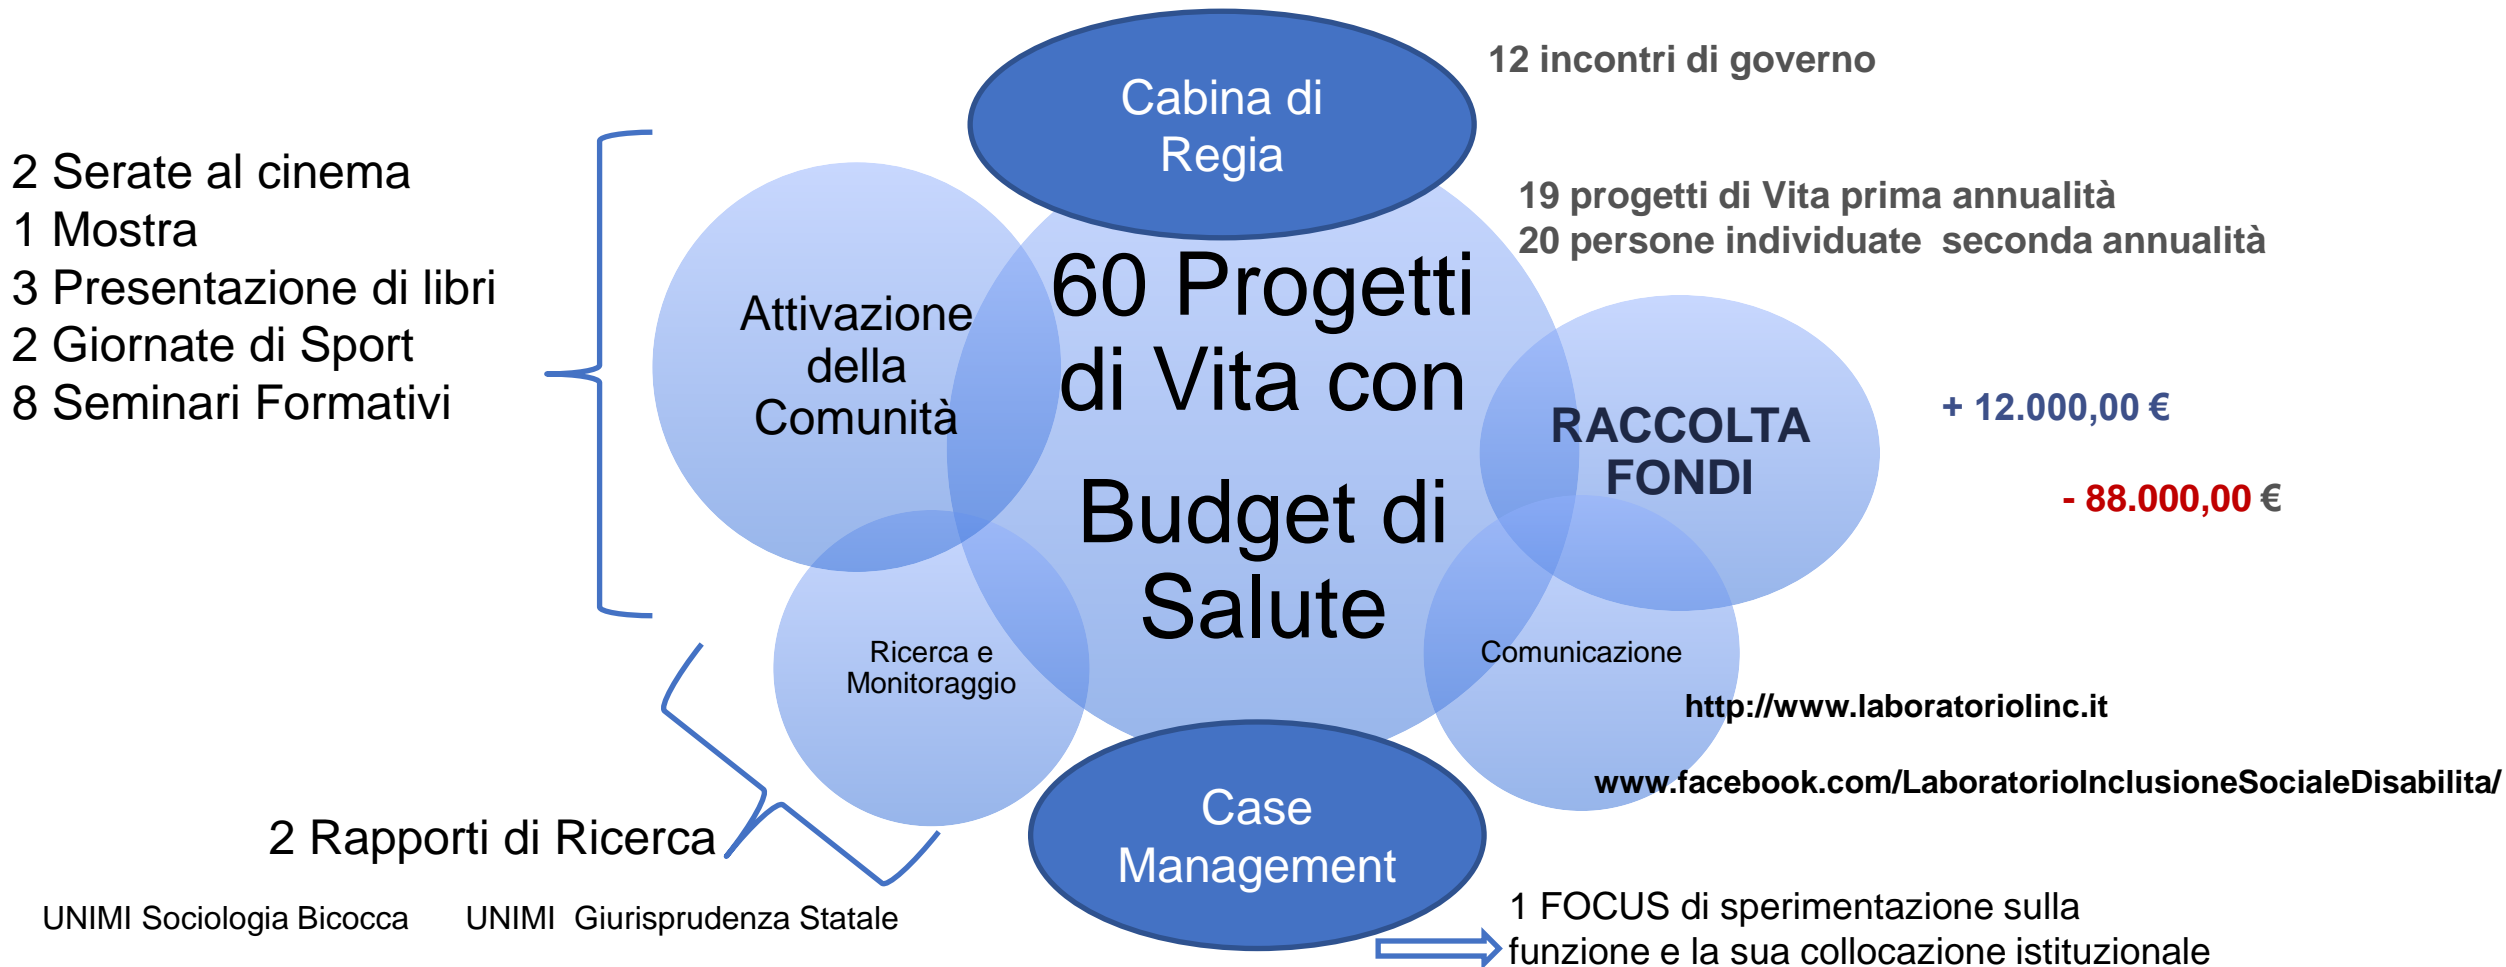 12 incontri di governo
Cabina di
Regia
2 Serate al cinema
1 Mostra
3 Presentazione di libri
2 Giornate di Sport
8 Seminari Formativi
19 progetti di Vita prima annualità
20 persone individuate seconda annualità
Attivazione
della
Comunità
60 Progetti
di Vita con
Budget di
Salute
RACCOLTA
FONDI
+ 12.000,00 €
- 88.000,00 €
Ricerca e
Monitoraggio
Comunicazione
http://www.laboratoriolinc.it
www.facebook.com/LaboratorioInclusioneSocialeDisabilita/
2 Rapporti di Ricerca
Case
Management
UNIMI Sociologia Bicocca
UNIMI Giurisprudenza Statale
1 FOCUS di sperimentazione sulla
funzione e la sua collocazione istituzionale